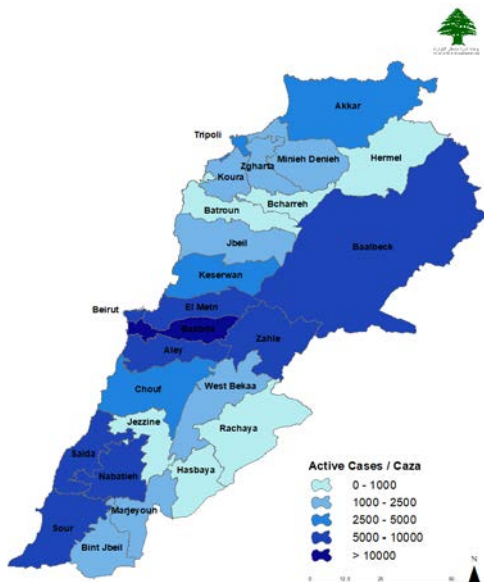 Akkar
Tripoli
Zgharta
Minieh Denieh
Hermel
Koura
Bcharreh
Batroun
Jbeil
Baalbeck
Keserwan
El Metn
Beirut
Baabda
Zahle
Aley
West Bekaa
Chouf
Jezzine
Rachaya
Saida
Hasbaya
Nabatieh
Marjeyoun
Sour
Bint Jbeil
Active Cases / Caza
0 - 1000
1000 - 2500
2500 - 5000
5000 - 10000
> 10000
N